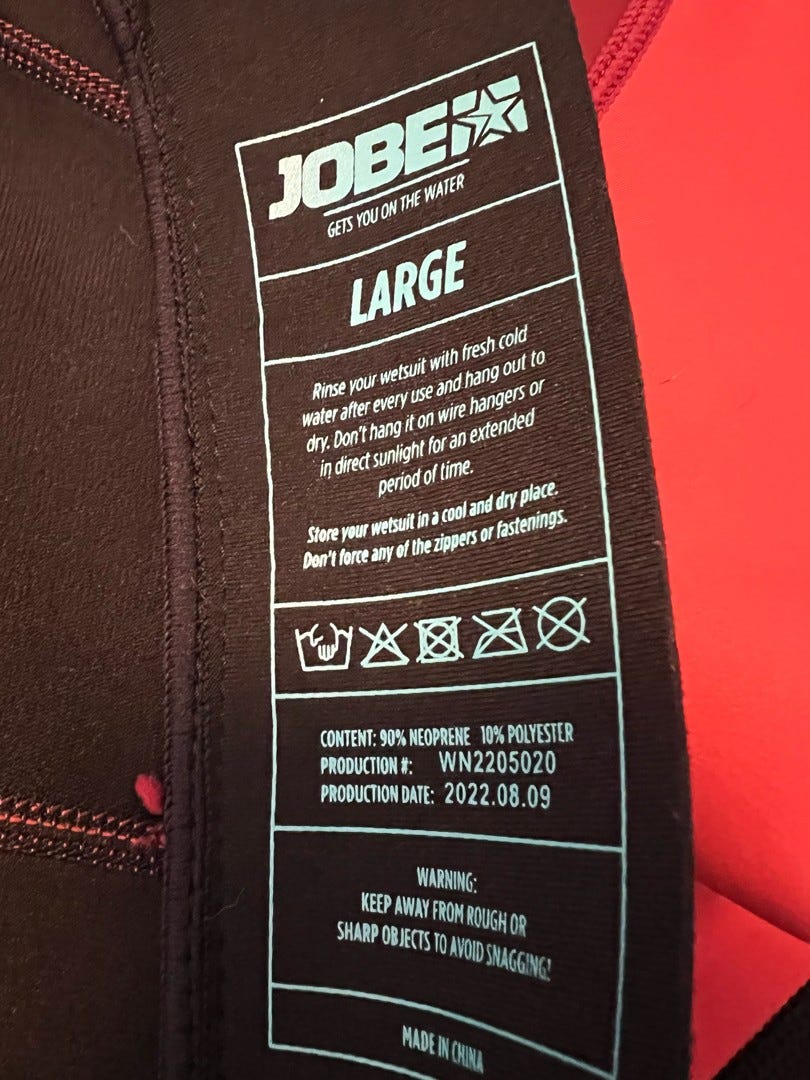 JOBE
GETS YOU ON THE WATER
LARGE
Rinse your wetsuit with fresh cold
water after every use and hang out to
dry. Don't hang it on wire hangers or
in direct sunlight for an extended
period of time.
Store your wetsuit in a cool and dry place.
Don't force any of the zippers or fastenings.
CONTENT: 90% NEOPRENE 10% POLYESTER
PRODUCTION #: WN2205020
PRODUCTION DATE: 2022.08.09
WARNING:
KEEP AWAY FROM ROUGH OR
SHARP OBJECTS TO AVOID SNAGGING!
MADE IN CHINA